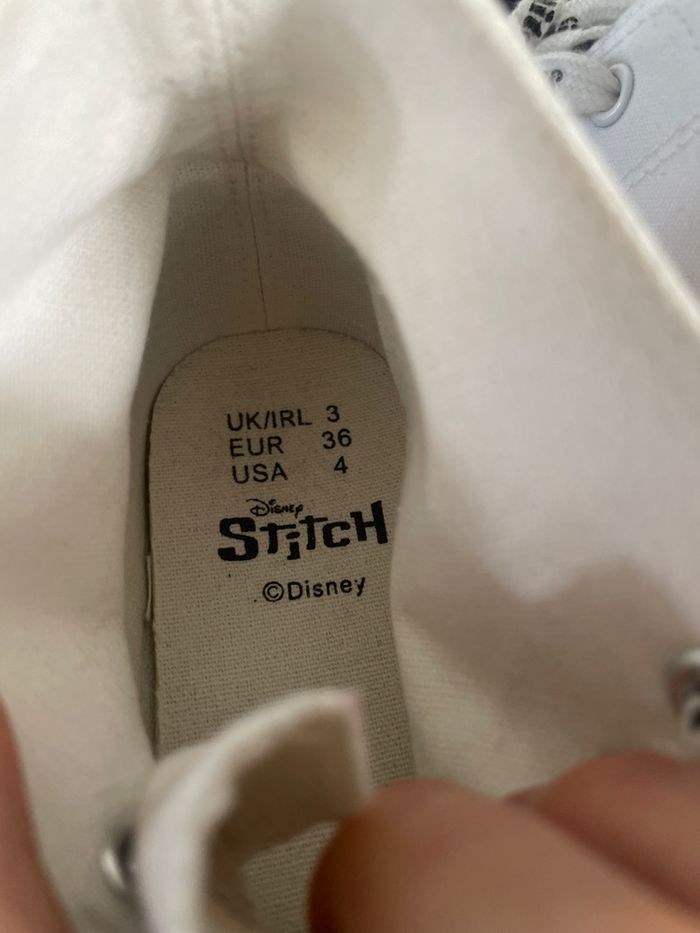 UK/IRL 3
EUR 36
USA 4
Disney
STitCH
©Disney